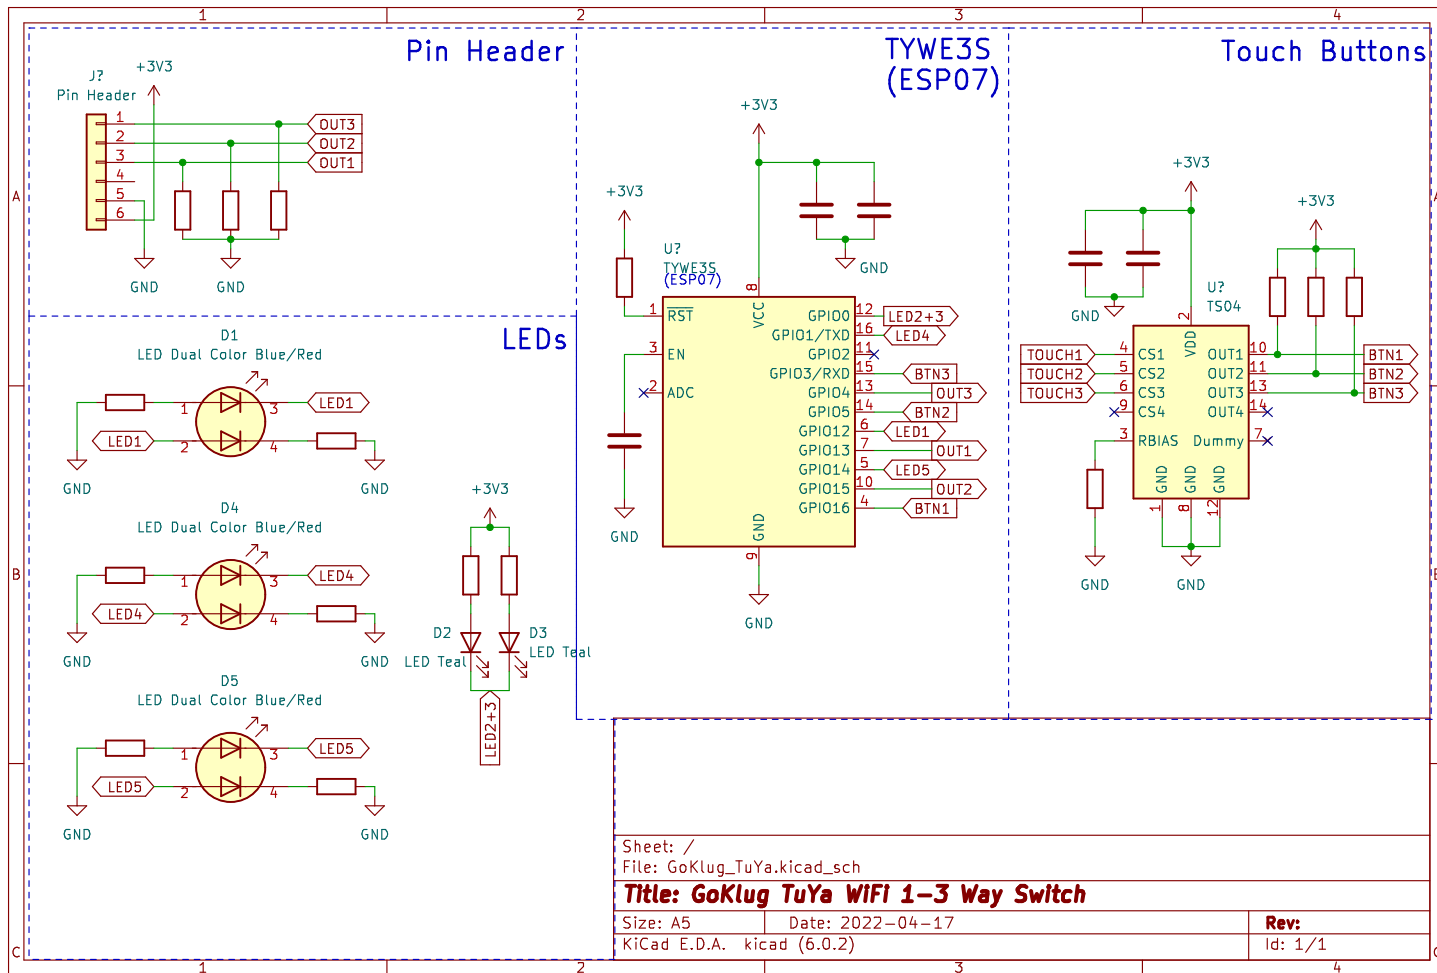 1
2
3
4
Pin Header
TYWE3S
(ESP07)
Touch Buttons
J?
Pin Header
+3V3
1
2
3
4
5
6
OUT3
OUT2
OUT1
GND
GND
LEDs
D1
LED Dual Color Blue/Red
1
3
LED1
LED1
2
4
GND
GND
D4
LED Dual Color Blue/Red
1
3
LED4
LED4
2
4
GND
GND
D5
LED Dual Color Blue/Red
1
3
LED5
LED5
2
4
GND
GND
+3V3
D2
LED Teal
D3
LED Teal
LED2+3
+3V3
+3V3
GND
U?
TYWE3S
(ESP07)
8
VCC
1
RST
3
EN
2
ADC
GND
GPIO0
12
LED2+3
GPIO1/TXD
16
LED4
GPIO2
11
GPIO3/RXD
15
BTN3
GPIO4
13
OUT3
GPIO5
14
BTN2
GPIO12
6
LED1
GPIO13
7
OUT1
GPIO14
5
LED5
GPIO15
10
OUT2
GPIO16
4
BTN1
GND
9
GND
+3V3
+3V3
GND
U?
TS04
2
VDD
TOUCH1
4
CS1
TOUCH2
5
CS2
TOUCH3
6
CS3
9
CS4
3
RBIAS
OUT1
10
BTN1
OUT2
11
BTN2
OUT3
13
BTN3
OUT4
14
Dummy
7
GND
GND
GND
1
8
12
GND
GND
A
B
C
Sheet: /
File: GoKlug_TuYa.kicad_sch
Title: GoKlug TuYa WiFi 1-3 Way Switch
Size: A5
Date: 2022-04-17
Rev:
KiCad E.D.A.  kicad (6.0.2)
Id: 1/1
1
2
3
4